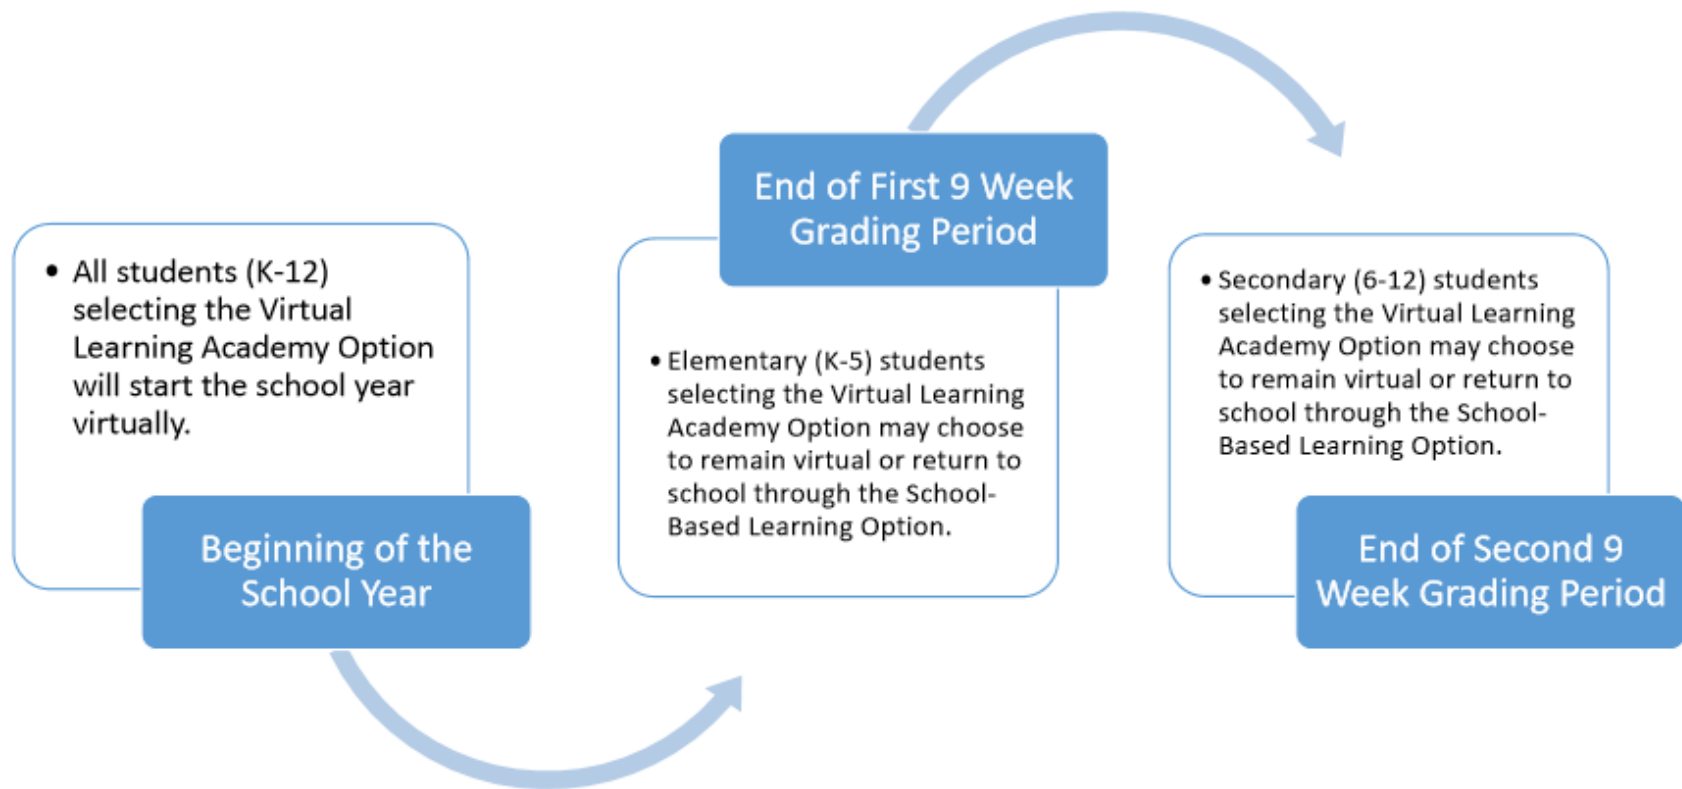 • All students (K-12)
selecting the Virtual
Learning Academy Option
will start the school year
virtually.
Beginning of the
School Year
End of First 9 Week
Grading Period
• Elementary (K-5) students
selecting the Virtual Learning
Academy Option may choose
to remain virtual or return to
school through the School-
Based Learning Option.
• Secondary (6-12) students
selecting the Virtual Learning
Academy Option may choose
to remain virtual or return to
school through the School-
Based Learning Option.
End of Second 9
Week Grading Period